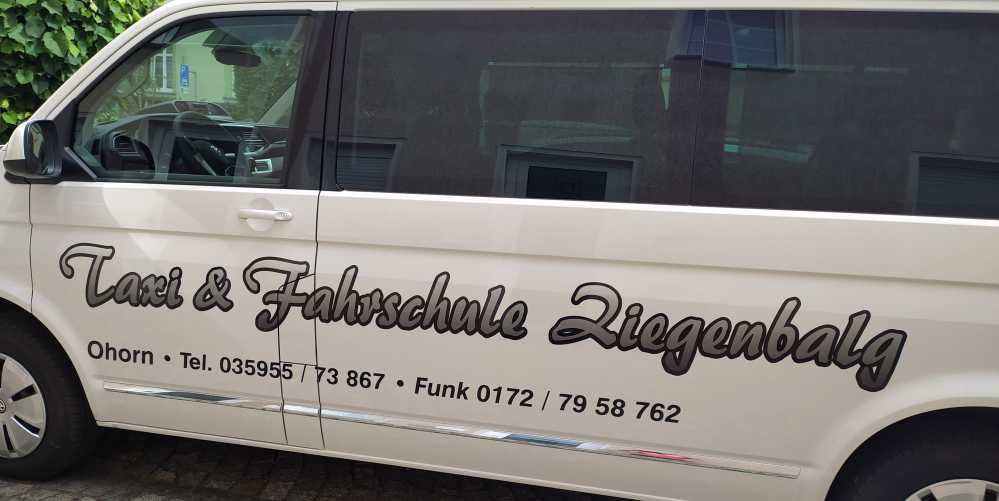 Taxi & Fahrschule Ziegenbalg
Ohorn • Tel. 035955 / 73 867 • Funk 0172 / 79 58 762